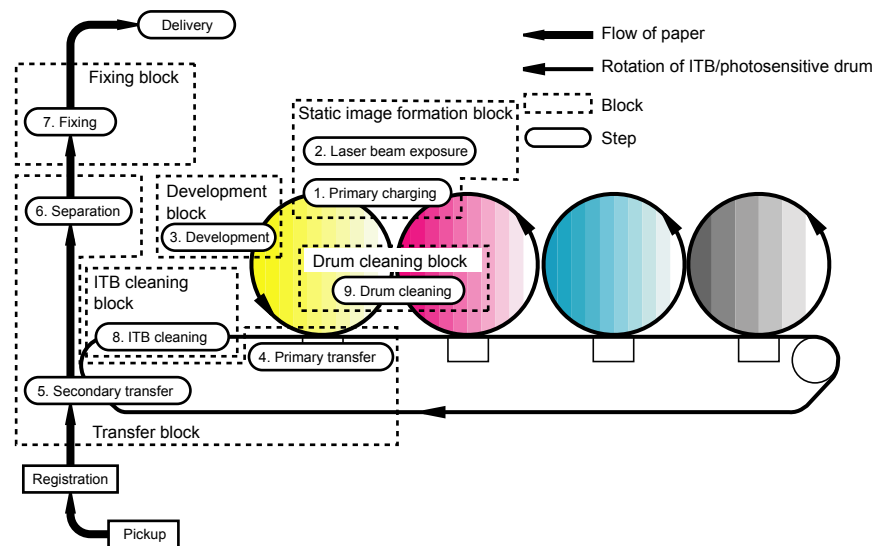 Delivery
Flow of paper
Fixing block
Rotation of ITB/photosensitive drum
Static image formation block
Block
7. Fixing
2. Laser beam exposure
Step
Development
block
1. Primary charging
6. Separation
3. Development
Drum cleaning block
ITB cleaning
block
9. Drum cleaning
8. ITB cleaning
4. Primary transfer
5. Secondary transfer
Transfer block
Registration
Pickup